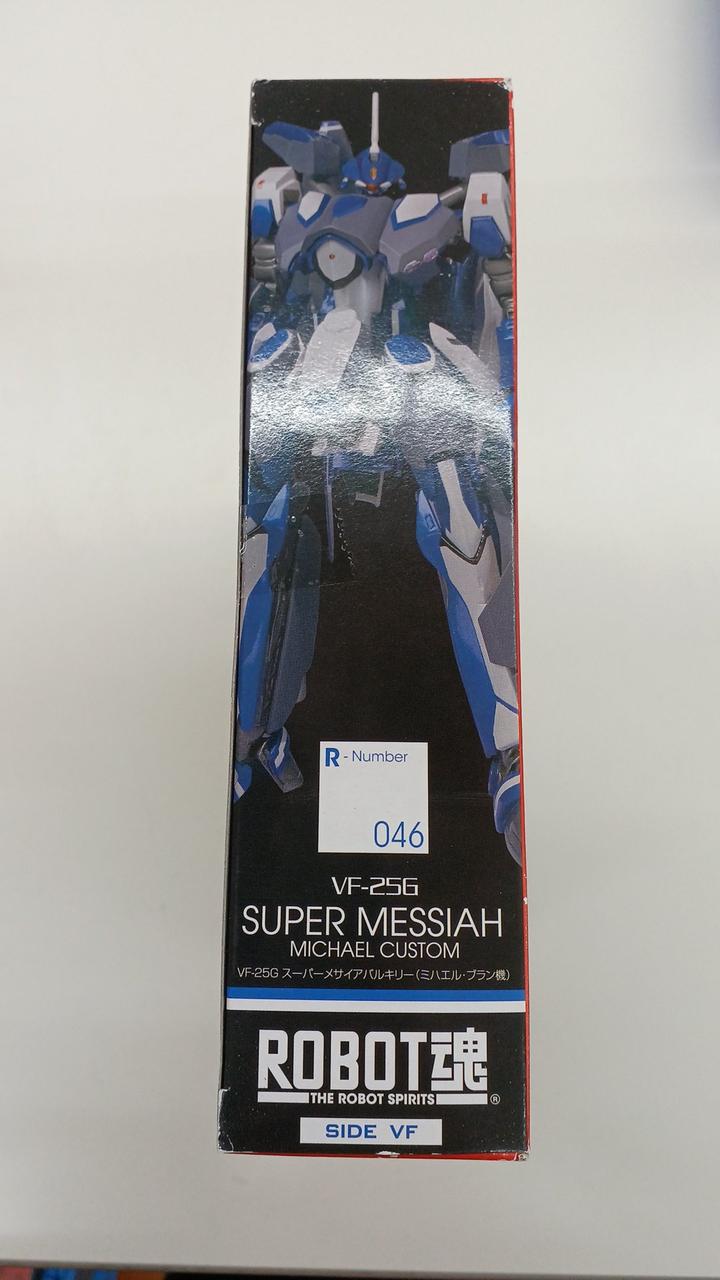 R - Number
046
VF-25G
SUPER MESSIAH
MICHAEL CUSTOM
VF-25G スーパーメサイアバルキリー(ミハエル・ブラン機)
ROBOT魂
THE ROBOT SPIRITS ®
SIDE VF